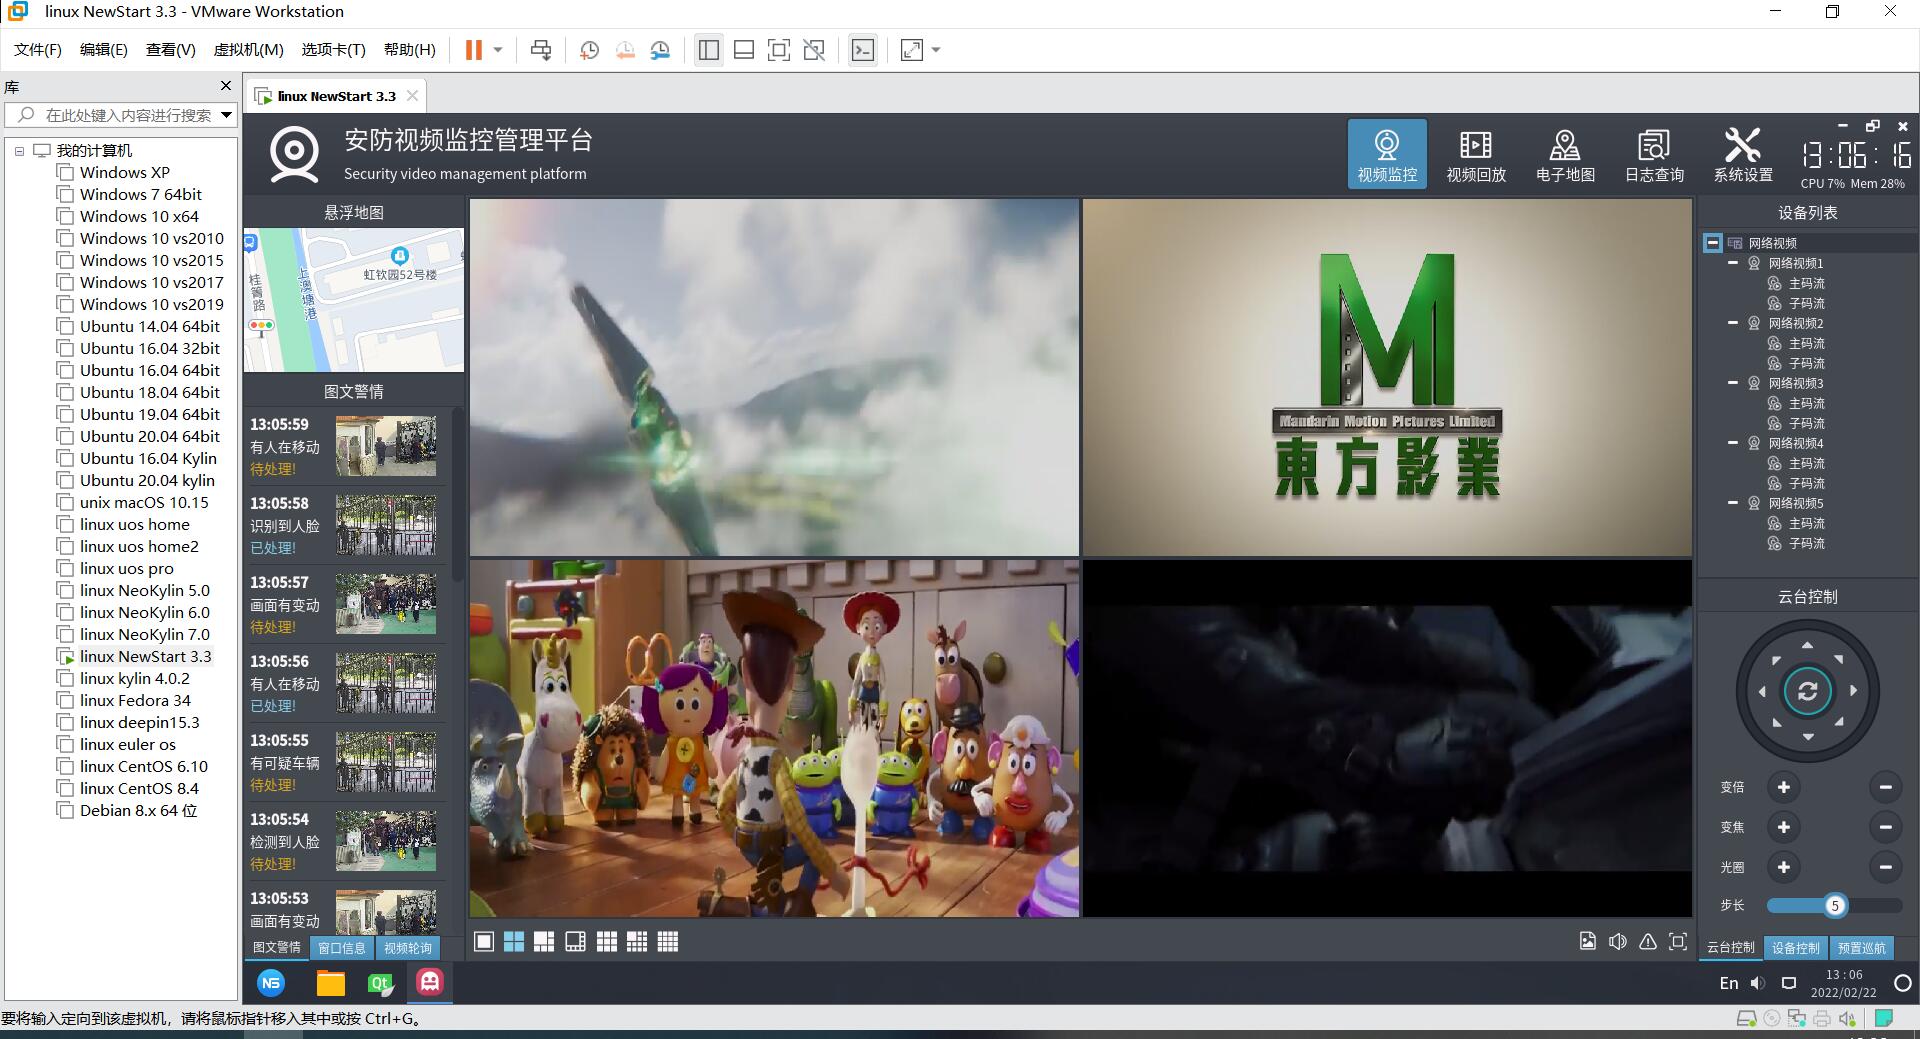 linux NewStart 3.3 - VMware Workstation
文件(F) 编辑(E) 查看(V) 虚拟机(M) 选项卡(T) 帮助(H)
库
在此处键入内容进行搜索
我的计算机
Windows XP
Windows 7 64bit
Windows 10 x64
Windows 10 vs2010
Windows 10 vs2015
Windows 10 vs2017
Windows 10 vs2019
Ubuntu 14.04 64bit
Ubuntu 16.04 32bit
Ubuntu 16.04 64bit
Ubuntu 18.04 64bit
Ubuntu 19.04 64bit
Ubuntu 20.04 64bit
Ubuntu 16.04 Kylin
Ubuntu 20.04 kylin
unix macOS 10.15
linux uos home
linux uos home2
linux uos pro
linux NeoKylin 5.0
linux NeoKylin 6.0
linux NeoKylin 7.0
linux NewStart 3.3
linux kylin 4.0.2
linux Fedora 34
linux deepin15.3
linux euler os
linux CentOS 6.10
linux CentOS 8.4
Debian 8.x 64 位
linux NewStart 3.3
安防视频监控管理平台
Security video management platform
视频监控 视频回放 电子地图 日志查询 系统设置
13:06:16
CPU 7% Mem 28%
悬浮地图
虹钦园52号楼
桂箐路
上澳塘港
图文警情
13:05:59
有人在移动
待处理!
13:05:58
识别到人脸
已处理!
13:05:57
画面有变动
待处理!
13:05:56
有人在移动
已处理!
13:05:55
有可疑车辆
待处理!
13:05:54
检测到人脸
待处理!
13:05:53
画面有变动
图文警情 窗口信息 视频轮询
M
Mandarin Motion Pictures Limited
東方影業
设备列表
网络视频
网络视频1
主码流
子码流
网络视频2
主码流
子码流
网络视频3
主码流
子码流
网络视频4
主码流
子码流
网络视频5
主码流
子码流
云台控制
变倍
变焦
光圈
步长 5
云台控制 设备控制 预置巡航
NS Qt
En
13:06
2022/02/22
要将输入定向到该虚拟机，请将鼠标指针移入其中或按 Ctrl+G。